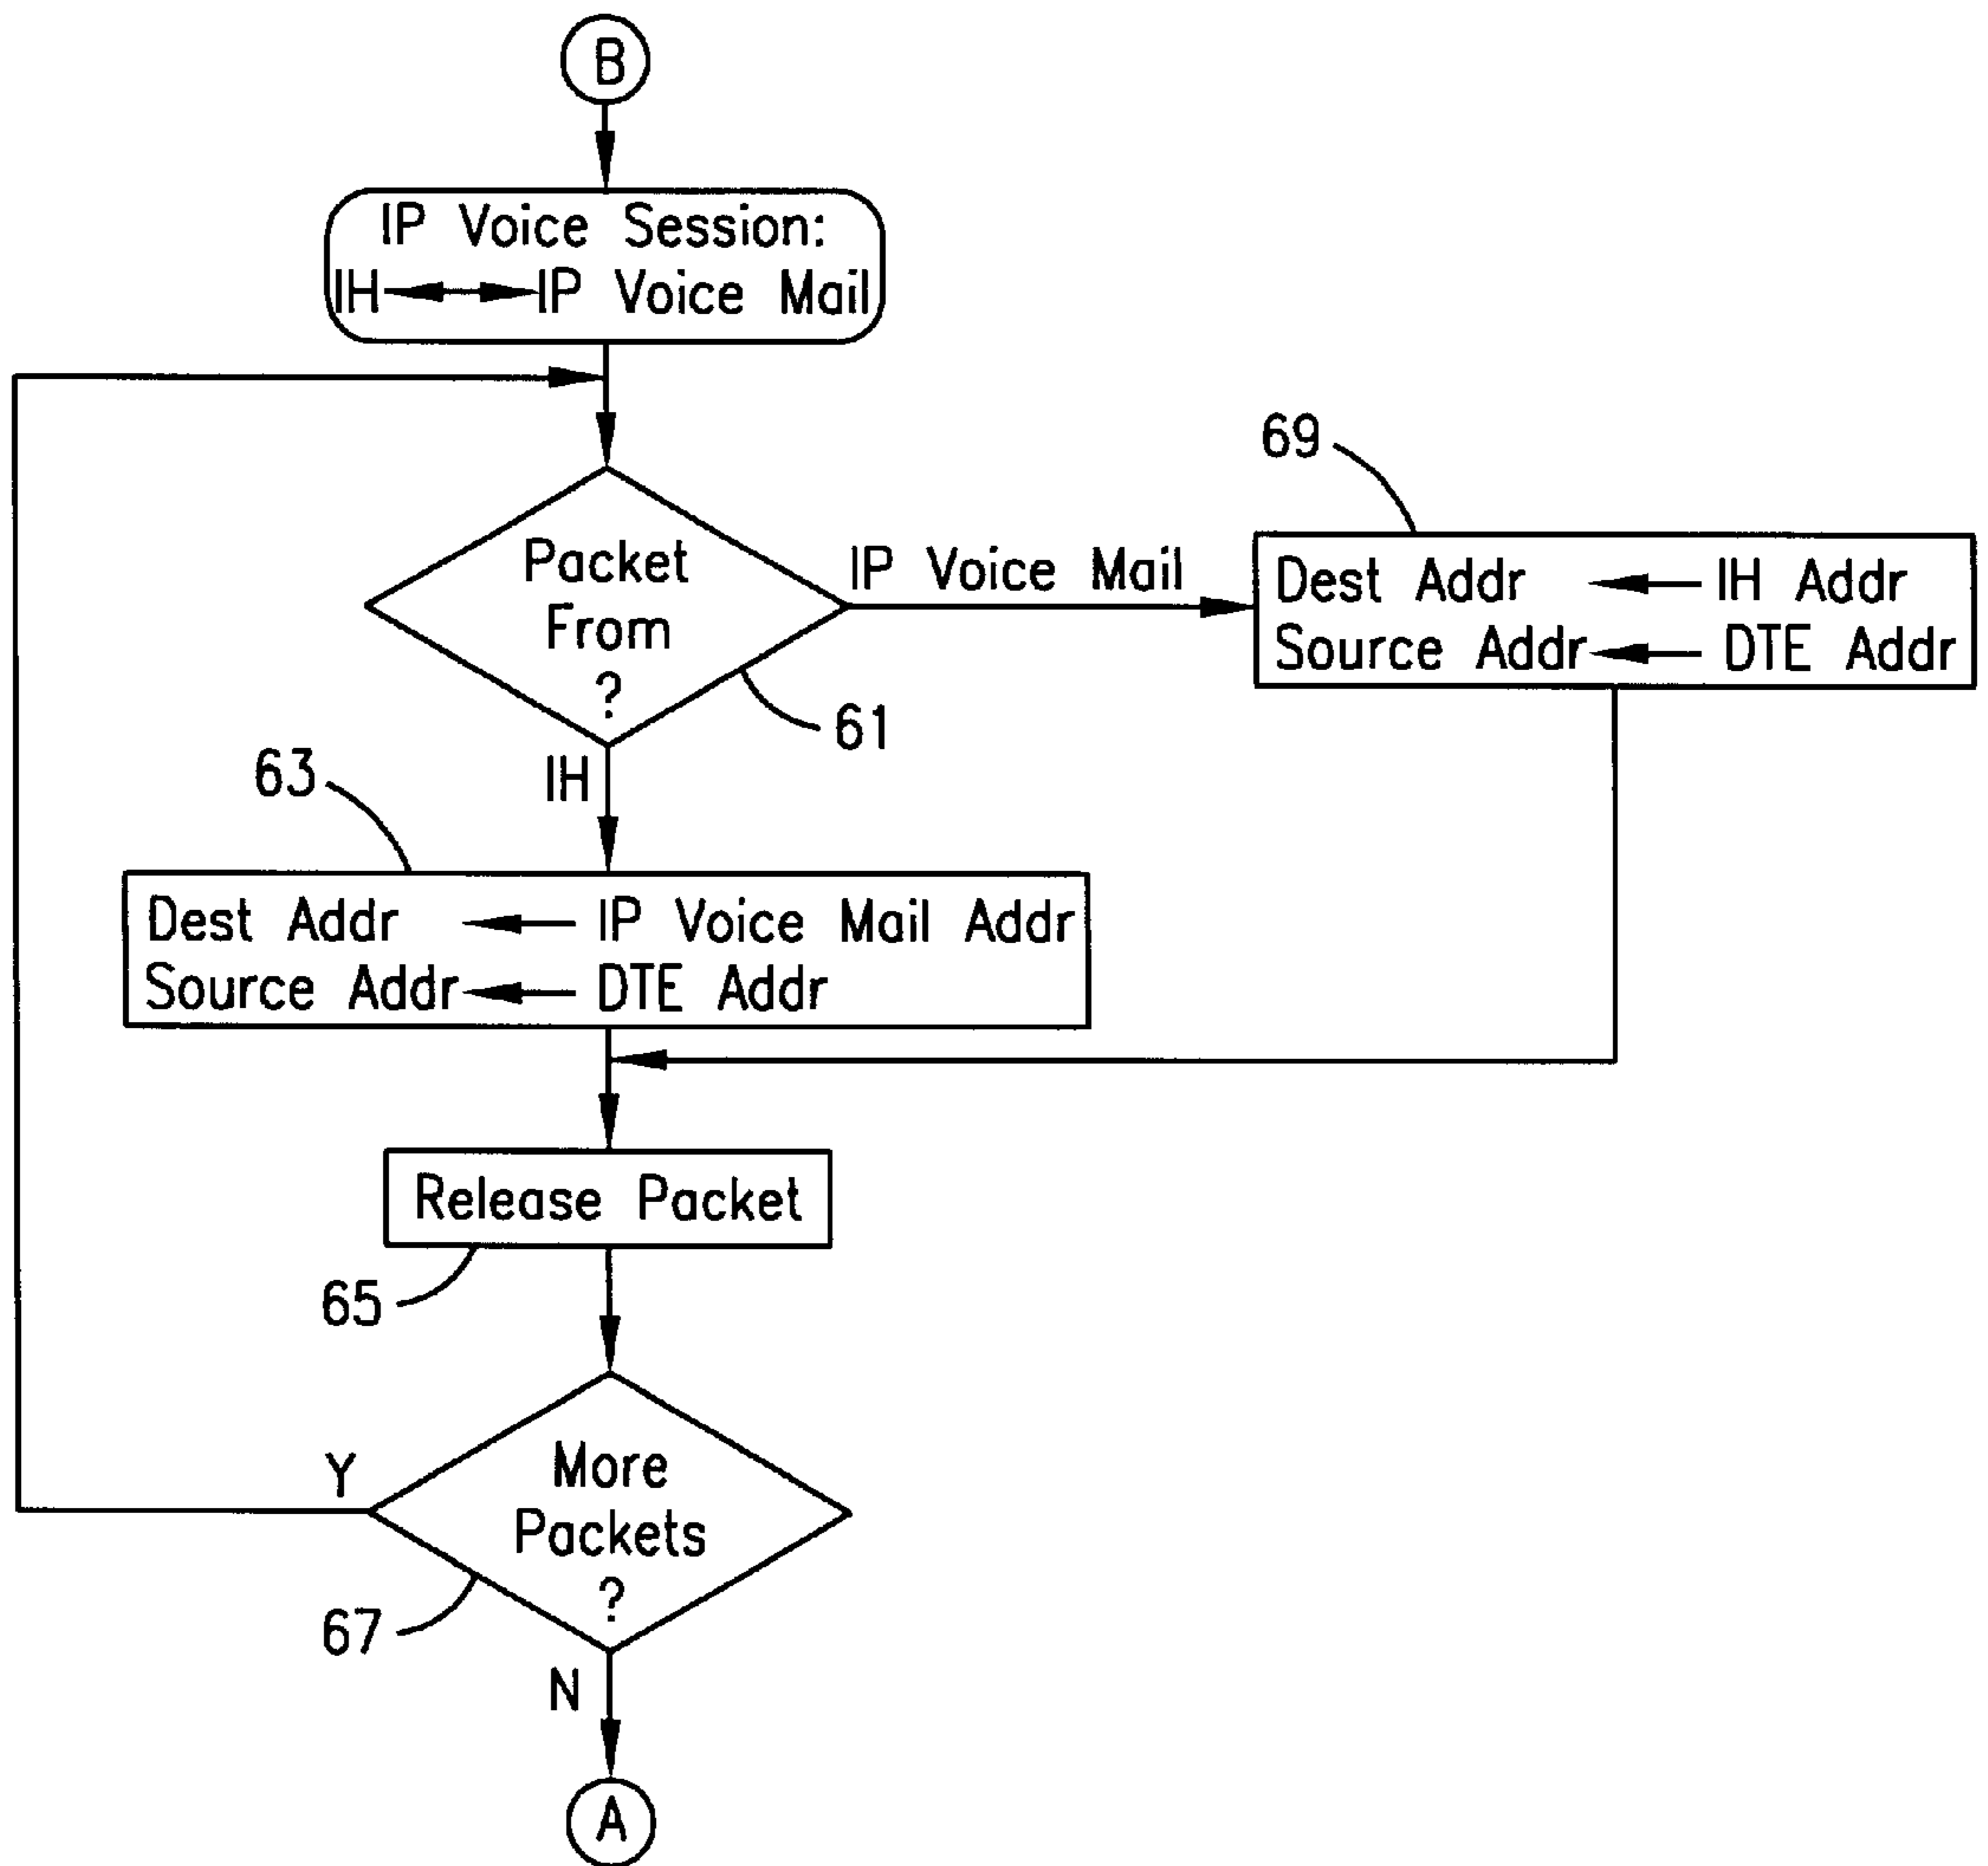 B
IP Voice Session:
IH IP Voice Mail
69
Packet
From
?
IP Voice Mail
Dest Addr IH Addr
Source Addr DTE Addr
61
IH
63
Dest Addr IP Voice Mail Addr
Source Addr DTE Addr
Release Packet
65
Y
More
Packets
?
67
N
A